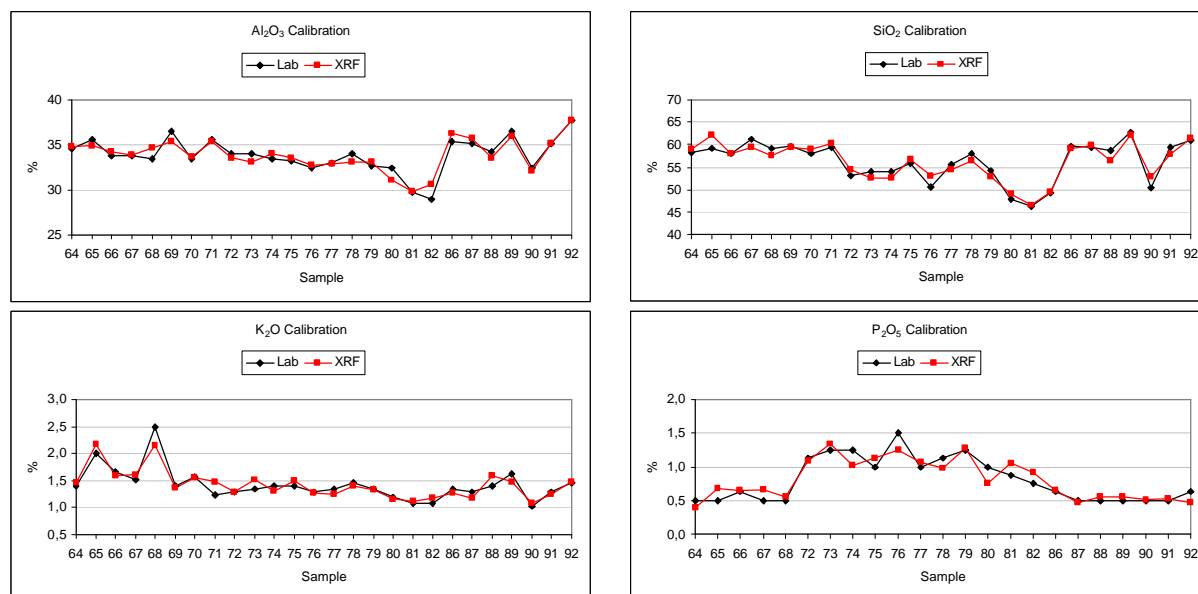 Al₂O₃ Calibration
Lab XRF
%
40
35
30
25
64 65 66 67 68 69 70 71 72 73 74 75 76 77 78 79 80 81 82 86 87 88 89 90 91 92
Sample
SiO₂ Calibration
Lab XRF
%
70
65
60
55
50
45
40
64 65 66 67 68 69 70 71 72 73 74 75 76 77 78 79 80 81 82 86 87 88 89 90 91 92
Sample
K₂O Calibration
Lab XRF
%
3,0
2,5
2,0
1,5
1,0
0,5
64 65 66 67 68 69 70 71 72 73 74 75 76 77 78 79 80 81 82 86 87 88 89 90 91 92
Sample
P₂O₅ Calibration
Lab XRF
%
2,0
1,5
1,0
0,5
0,0
64 65 66 67 68 72 73 74 75 76 77 78 79 80 81 82 86 87 88 89 90 91 92
Sample